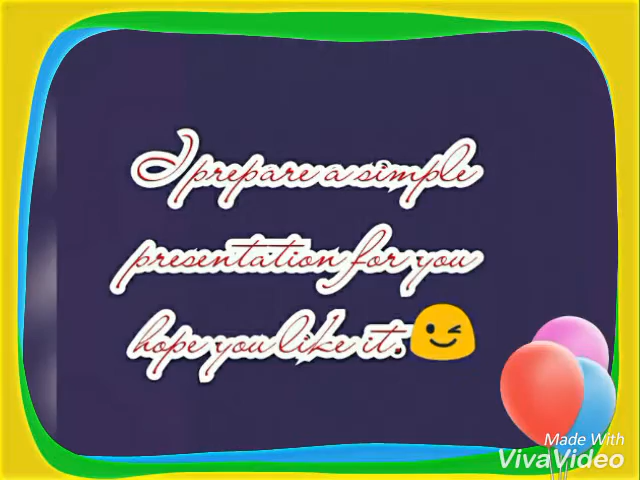 I prepare a simple
presentation for you
hope you like it.😉
Made With
VivaVideo